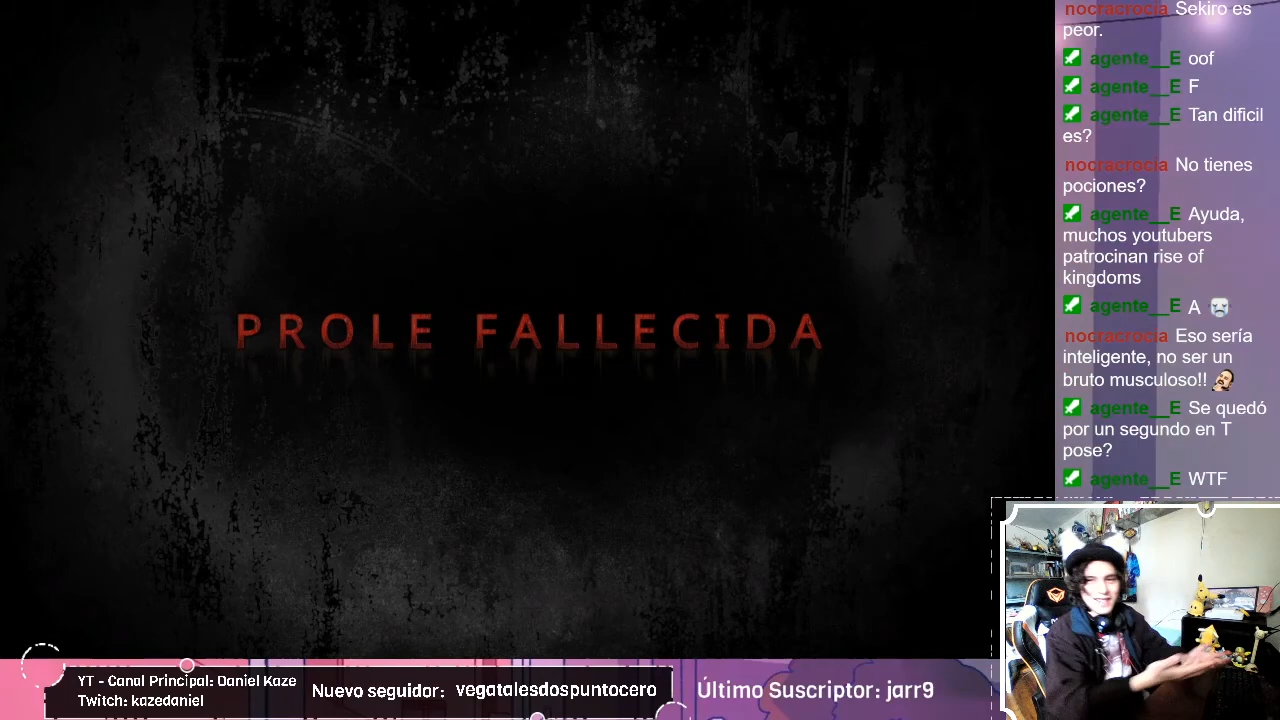 nocracrocia Sekiro es
peor.
agente__E oof
agente__E F
agente__E Tan dificil
es?
nocracrocia No tienes
pociones?
agente__E Ayuda,
muchos youtubers
patrocinan rise of
kingdoms
agente__E A
nocracrocia Eso sería
inteligente, no ser un
bruto musculoso!!
agente__E Se quedó
por un segundo en T
pose?
agente__E WTF
PROLE FALLECIDA
YT - Canal Principal: Daniel Kaze
Twitch: kazedaniel
Nuevo seguidor: vegatalesdospuntocero
Último Suscriptor: jarr9